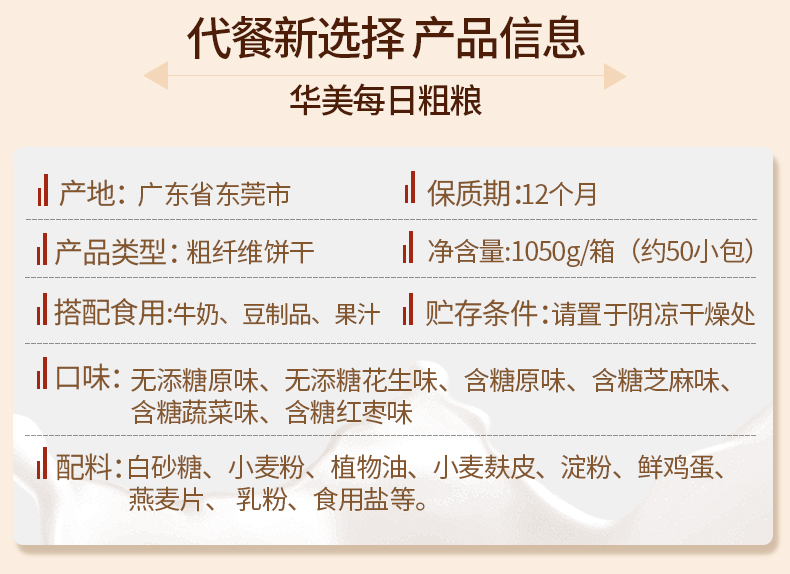 代餐新选择 产品信息
华美每日粗粮
产地：广东省东莞市
保质期:12个月
产品类型：粗纤维饼干
净含量:1050g/箱（约50小包）
搭配食用:牛奶、豆制品、果汁
贮存条件：请置于阴凉干燥处
口味：无添糖原味、无添糖花生味、含糖原味、含糖芝麻味、
含糖蔬菜味、含糖红枣味
配料：白砂糖、小麦粉、植物油、小麦麸皮、淀粉、鲜鸡蛋、
燕麦片、乳粉、食用盐等。